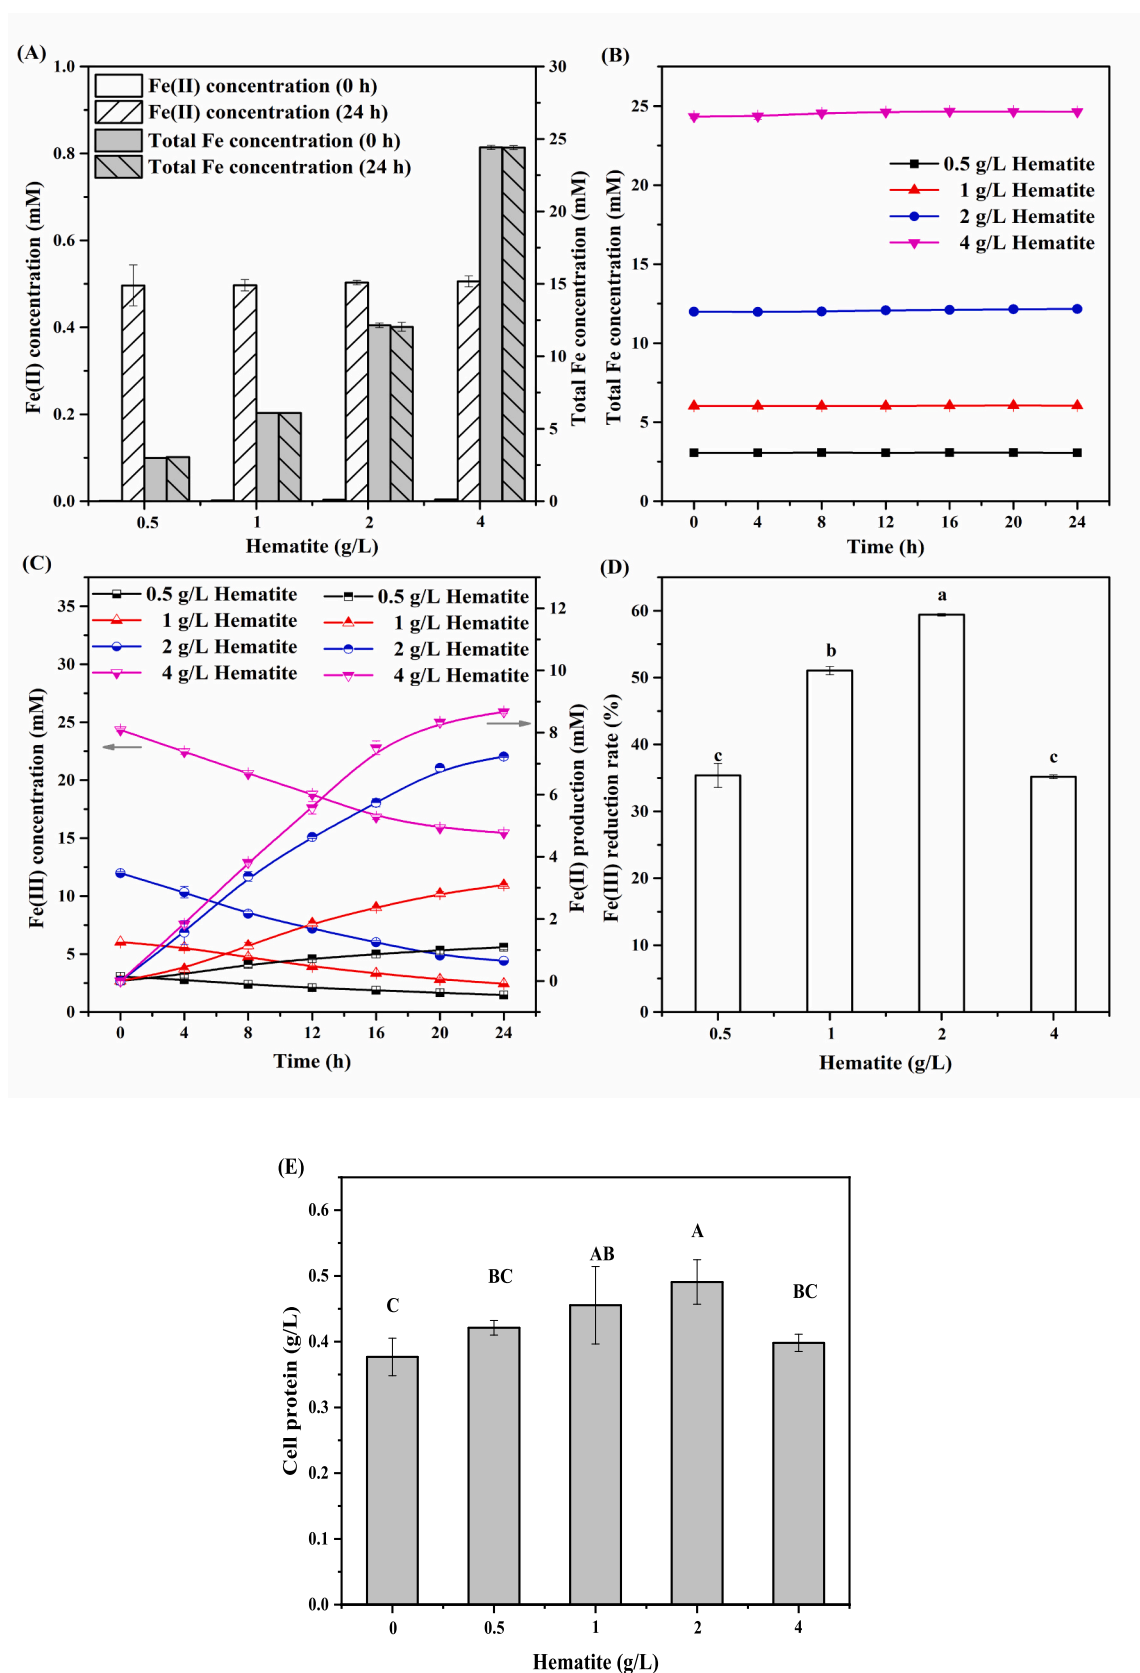 (A)
1.0
0.8
0.6
0.4
0.2
0.0
Fe(II) concentration (mM)
Fe(II) concentration (0 h)
Fe(II) concentration (24 h)
Total Fe concentration (0 h)
Total Fe concentration (24 h)
30
25
20
15
10
5
0
Total Fe concentration (mM)
0.5 1 2 4
Hematite (g/L)
(B)
25
20
15
10
5
0
Total Fe concentration (mM)
0.5 g/L Hematite
1 g/L Hematite
2 g/L Hematite
4 g/L Hematite
0 4 8 12 16 20 24
Time (h)
(C)
35
30
25
20
15
10
5
0
Fe(III) concentration (mM)
0.5 g/L Hematite
1 g/L Hematite
2 g/L Hematite
4 g/L Hematite
0.5 g/L Hematite
1 g/L Hematite
2 g/L Hematite
4 g/L Hematite
12
10
8
6
4
2
0
Fe(II) production (mM)
0 4 8 12 16 20 24
Time (h)
(D)
60
50
40
30
20
10
0
Fe(III) reduction rate (%)
c
b
a
c
0.5 1 2 4
Hematite (g/L)
(E)
0.6
0.5
0.4
0.3
0.2
0.1
0.0
Cell protein (g/L)
C
BC
AB
A
BC
0 0.5 1 2 4
Hematite (g/L)